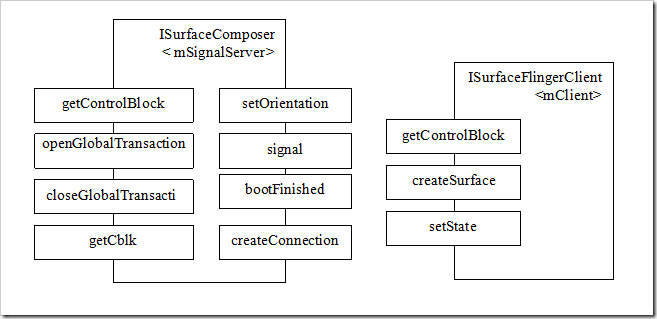 ISurfaceComposer
< mSignalServer>
getControlBlock
openGlobalTransaction
closeGlobalTransacti
getCblk
setOrientation
signal
bootFinished
createConnection
ISurfaceFlingerClient
<mClient>
getControlBlock
createSurface
setState